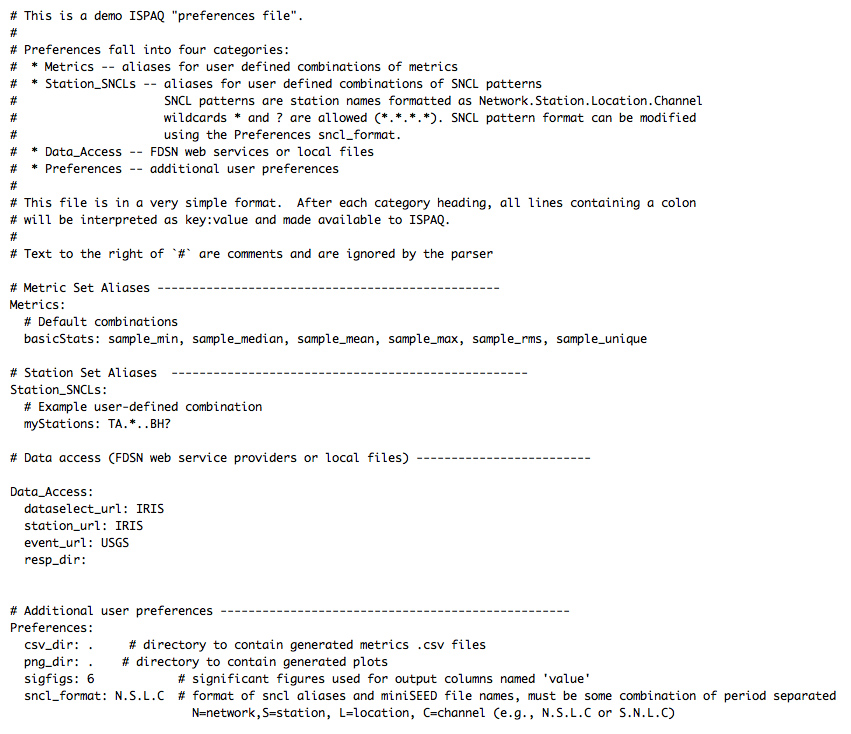 # This is a demo ISPAQ "preferences file".
#
# Preferences fall into four categories:
#  * Metrics -- aliases for user defined combinations of metrics
#  * Station_SNCLs -- aliases for user defined combinations of SNCL patterns
#                     SNCL patterns are station names formatted as Network.Station.Location.Channel
#                     wildcards * and ? are allowed (*.*.*.*). SNCL pattern format can be modified
#                     using the Preferences sncl_format.
#  * Data_Access -- FDSN web services or local files
#  * Preferences -- additional user preferences
#
# This file is in a very simple format.  After each category heading, all lines containing a colon
# will be interpreted as key:value and made available to ISPAQ.
#
# Text to the right of `#` are comments and are ignored by the parser

# Metric Set Aliases -------------------------------------------------
Metrics:
  # Default combinations
  basicStats: sample_min, sample_median, sample_mean, sample_max, sample_rms, sample_unique

# Station Set Aliases  ---------------------------------------------------
Station_SNCLs:
  # Example user-defined combination
  myStations: TA.*..BH?

# Data access (FDSN web service providers or local files) -------------------------

Data_Access:
  dataselect_url: IRIS
  station_url: IRIS
  event_url: USGS
  resp_dir:

# Additional user preferences --------------------------------------------------
Preferences:
  csv_dir: .     # directory to contain generated metrics .csv files
  png_dir: .    # directory to contain generated plots
  sigfigs: 6            # significant figures used for output columns named 'value'
  sncl_format: N.S.L.C  # format of sncl aliases and miniSEED file names, must be some combination of period separated
                          N=network,S=station, L=location, C=channel (e.g., N.S.L.C or S.N.L.C)